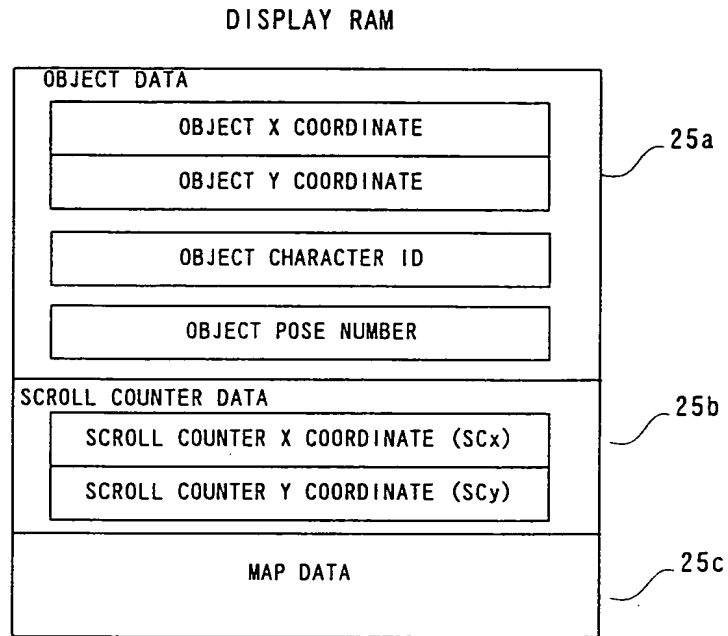 DISPLAY RAM
OBJECT DATA
OBJECT X COORDINATE
25a
OBJECT Y COORDINATE
OBJECT CHARACTER ID
OBJECT POSE NUMBER
SCROLL COUNTER DATA
25b
SCROLL COUNTER X COORDINATE (SCx)
SCROLL COUNTER Y COORDINATE (SCy)
MAP DATA
25c